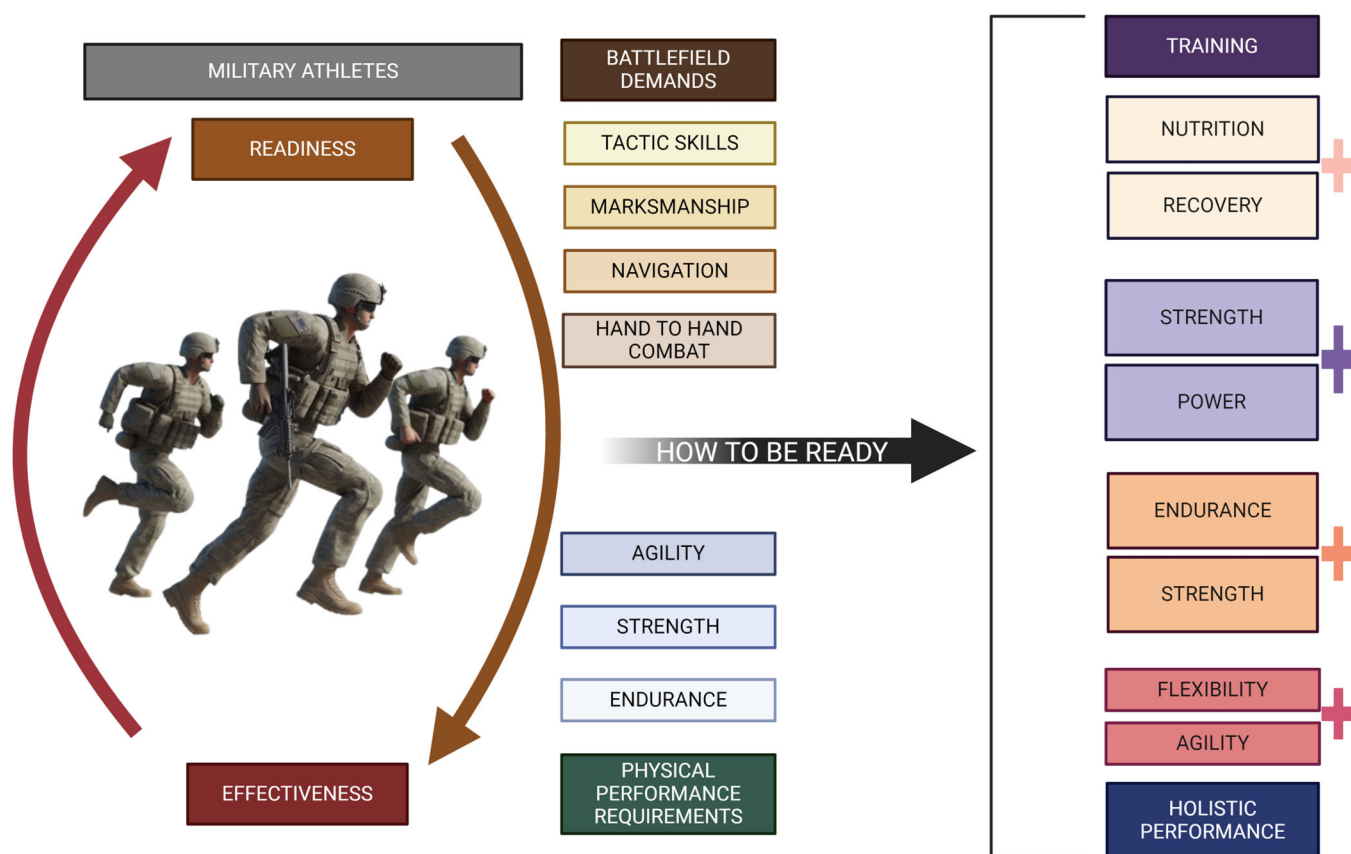 MILITARY ATHLETES
READINESS
EFFECTIVENESS
BATTLEFIELD
DEMANDS
TACTIC SKILLS
MARKSMANSHIP
NAVIGATION
HAND TO HAND
COMBAT
AGILITY
STRENGTH
ENDURANCE
PHYSICAL
PERFORMANCE
REQUIREMENTS
HOW TO BE READY
TRAINING
NUTRITION
RECOVERY
STRENGTH
POWER
ENDURANCE
STRENGTH
FLEXIBILITY
AGILITY
HOLISTIC
PERFORMANCE